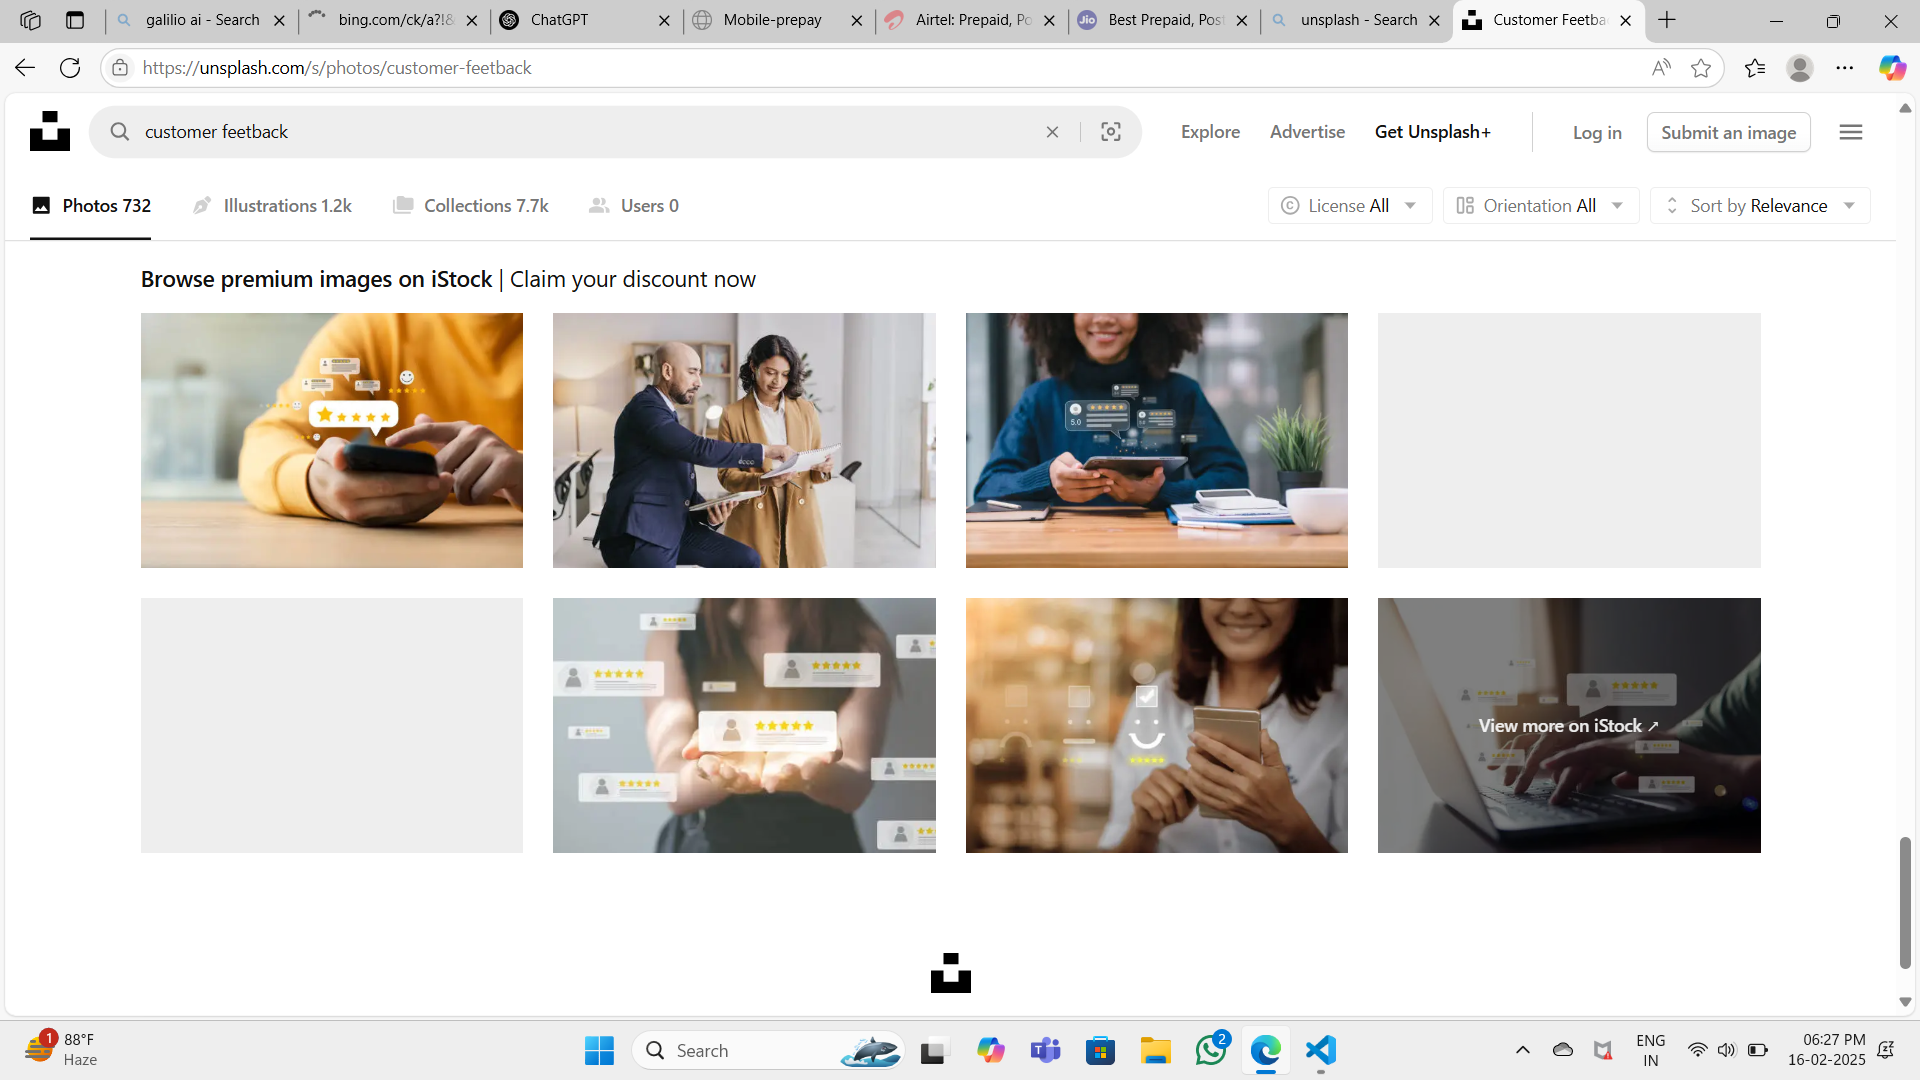 galilio ai - Search
bing.com/ck/a?!&
ChatGPT
Mobile-prepay
Airtel: Prepaid, Po
Best Prepaid, Post
unsplash - Search
Customer Feetba
https://unsplash.com/s/photos/customer-feetback
customer feetback
Explore
Advertise
Get Unsplash+
Log in
Submit an image
Photos 732
Illustrations 1.2k
Collections 7.7k
Users 0
License All
Orientation All
Sort by Relevance
Browse premium images on iStock | Claim your discount now
5.0
View more on iStock ↗
1
88°F
Haze
Search
2
ENG
IN
06:27 PM
16-02-2025